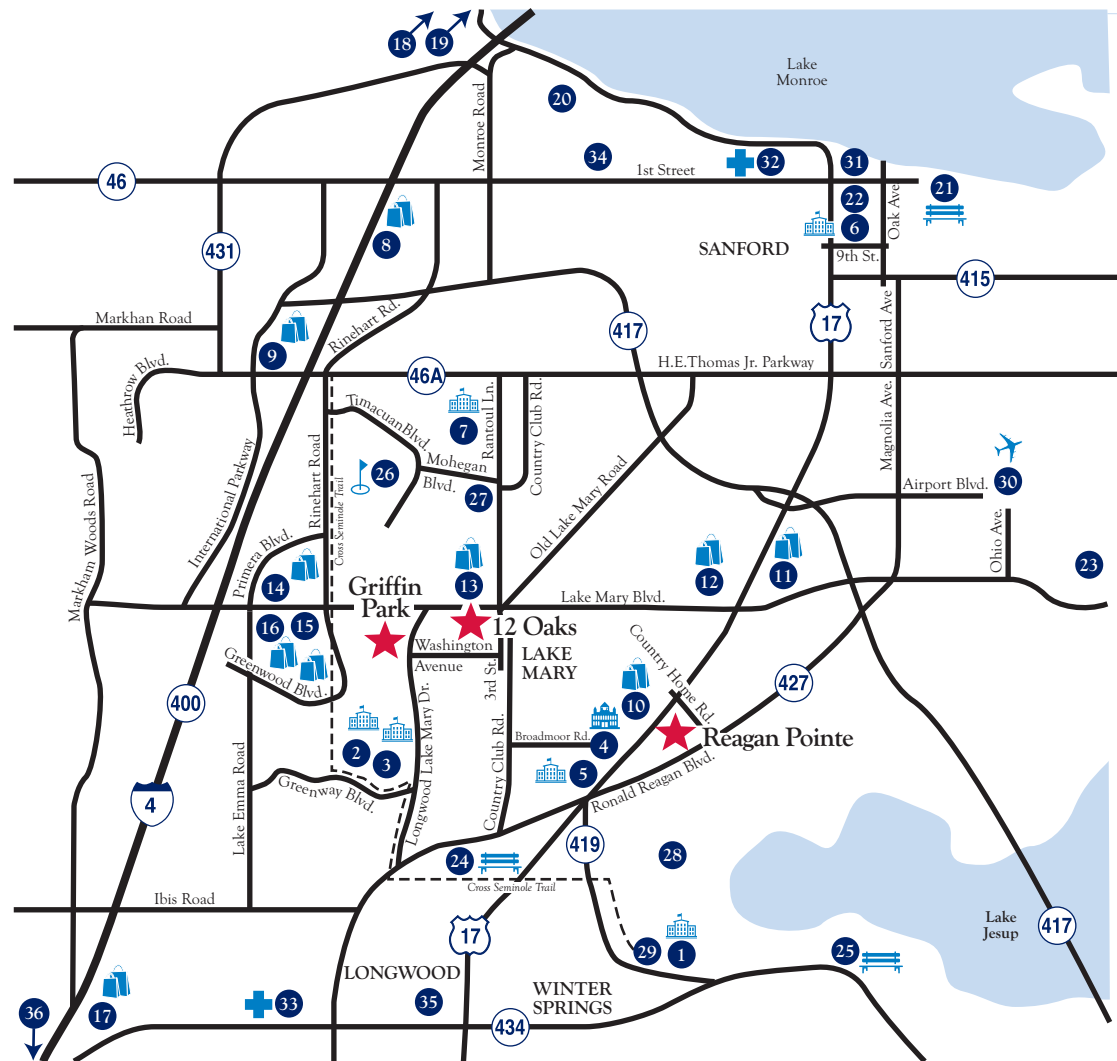 18
19
Lake
Monroe
20
Monroe Road
34
32
31
1st Street
46
21
22
6
Oak Ave.
8
SANFORD
9th St.
431
415
Markhan Road
9
Rinehart Rd.
417
17
Sanford Ave
H.E.Thomas Jr. Parkway
46A
Heathrow Blvd.
Timacuan Blvd.
7
Rantoul Ln.
Country Club Rd.
Magnolia Ave.
Mohegan
Blvd.
26
27
30
Airport Blvd.
Rinehart Road
Cross Seminole Trail
International Parkway
Old Lake Mary Road
Ohio Ave.
Markham Woods Road
Primera Blvd.
14
13
12
11
23
Griffin
Park
Lake Mary Blvd.
16
15
12 Oaks
LAKE
MARY
Washington
Avenue
3rd St.
Country Home Rd.
Greenwood Blvd.
427
400
10
Reagan Pointe
Broadmoor Rd.
4
2
3
5
Longwood Lake Mary Dr.
Country Club Rd.
Ronald Reagan Blvd.
Greenway Blvd.
4
Lake Emma Road
419
24
28
Cross Seminole Trail
Ibis Road
Lake
Jesup
417
17
29
1
25
LONGWOOD
WINTER
SPRINGS
36
17
33
35
434